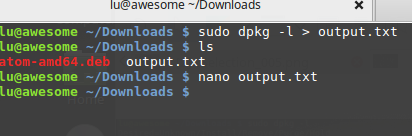 lu@awesome ~/Downloads
lu@awesome ~/Downloads $ sudo dpkg -l > output.txt
lu@awesome ~/Downloads $ ls
atom-amd64.deb output.txt
lu@awesome ~/Downloads $ nano output.txt
lu@awesome ~/Downloads $